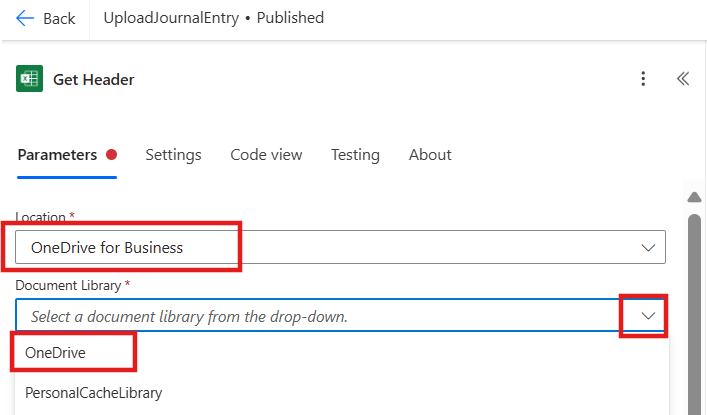 Back UploadJournalEntry • Published
Get Header
Parameters Settings Code view Testing About
Location *
OneDrive for Business
Document Library *
Select a document library from the drop-down.
OneDrive
PersonalCacheLibrary